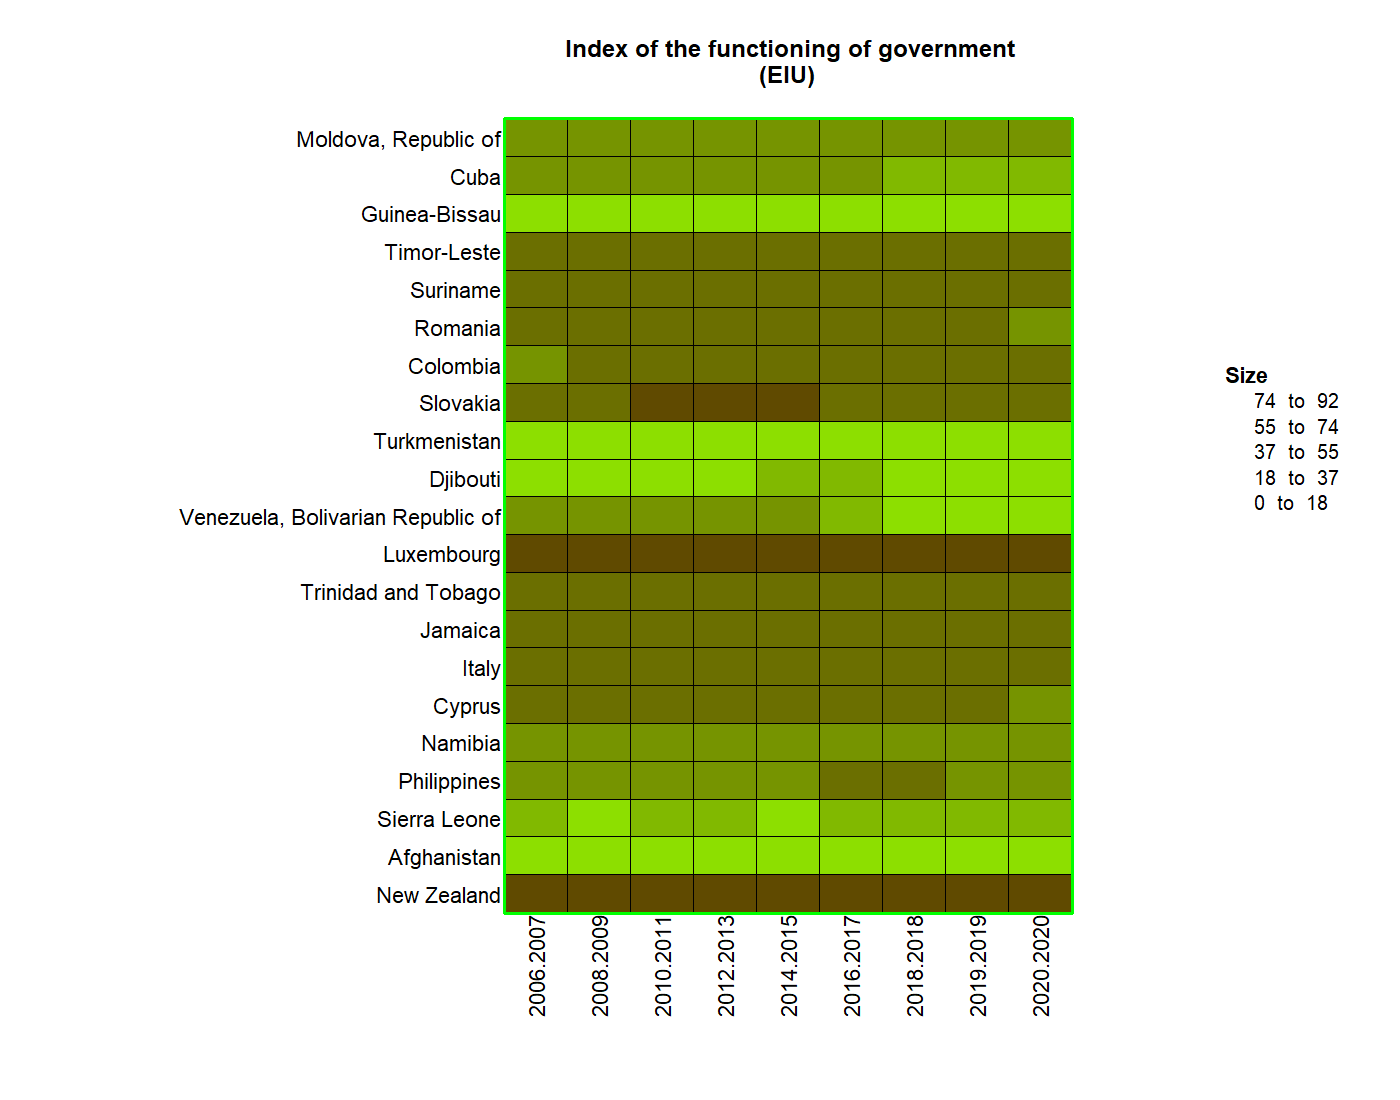 Index of the functioning of government
(EIU)
Moldova, Republic of
Cuba
Guinea-Bissau
Timor-Leste
Suriname
Romania
Colombia
Slovakia
Turkmenistan
Djibouti
Venezuela, Bolivarian Republic of
Luxembourg
Trinidad and Tobago
Jamaica
Italy
Cyprus
Namibia
Philippines
Sierra Leone
Afghanistan
New Zealand
2006.2007
2008.2009
2010.2011
2012.2013
2014.2015
2016.2017
2018.2018
2019.2019
2020.2020
Size
74 to 92
55 to 74
37 to 55
18 to 37
0 to 18